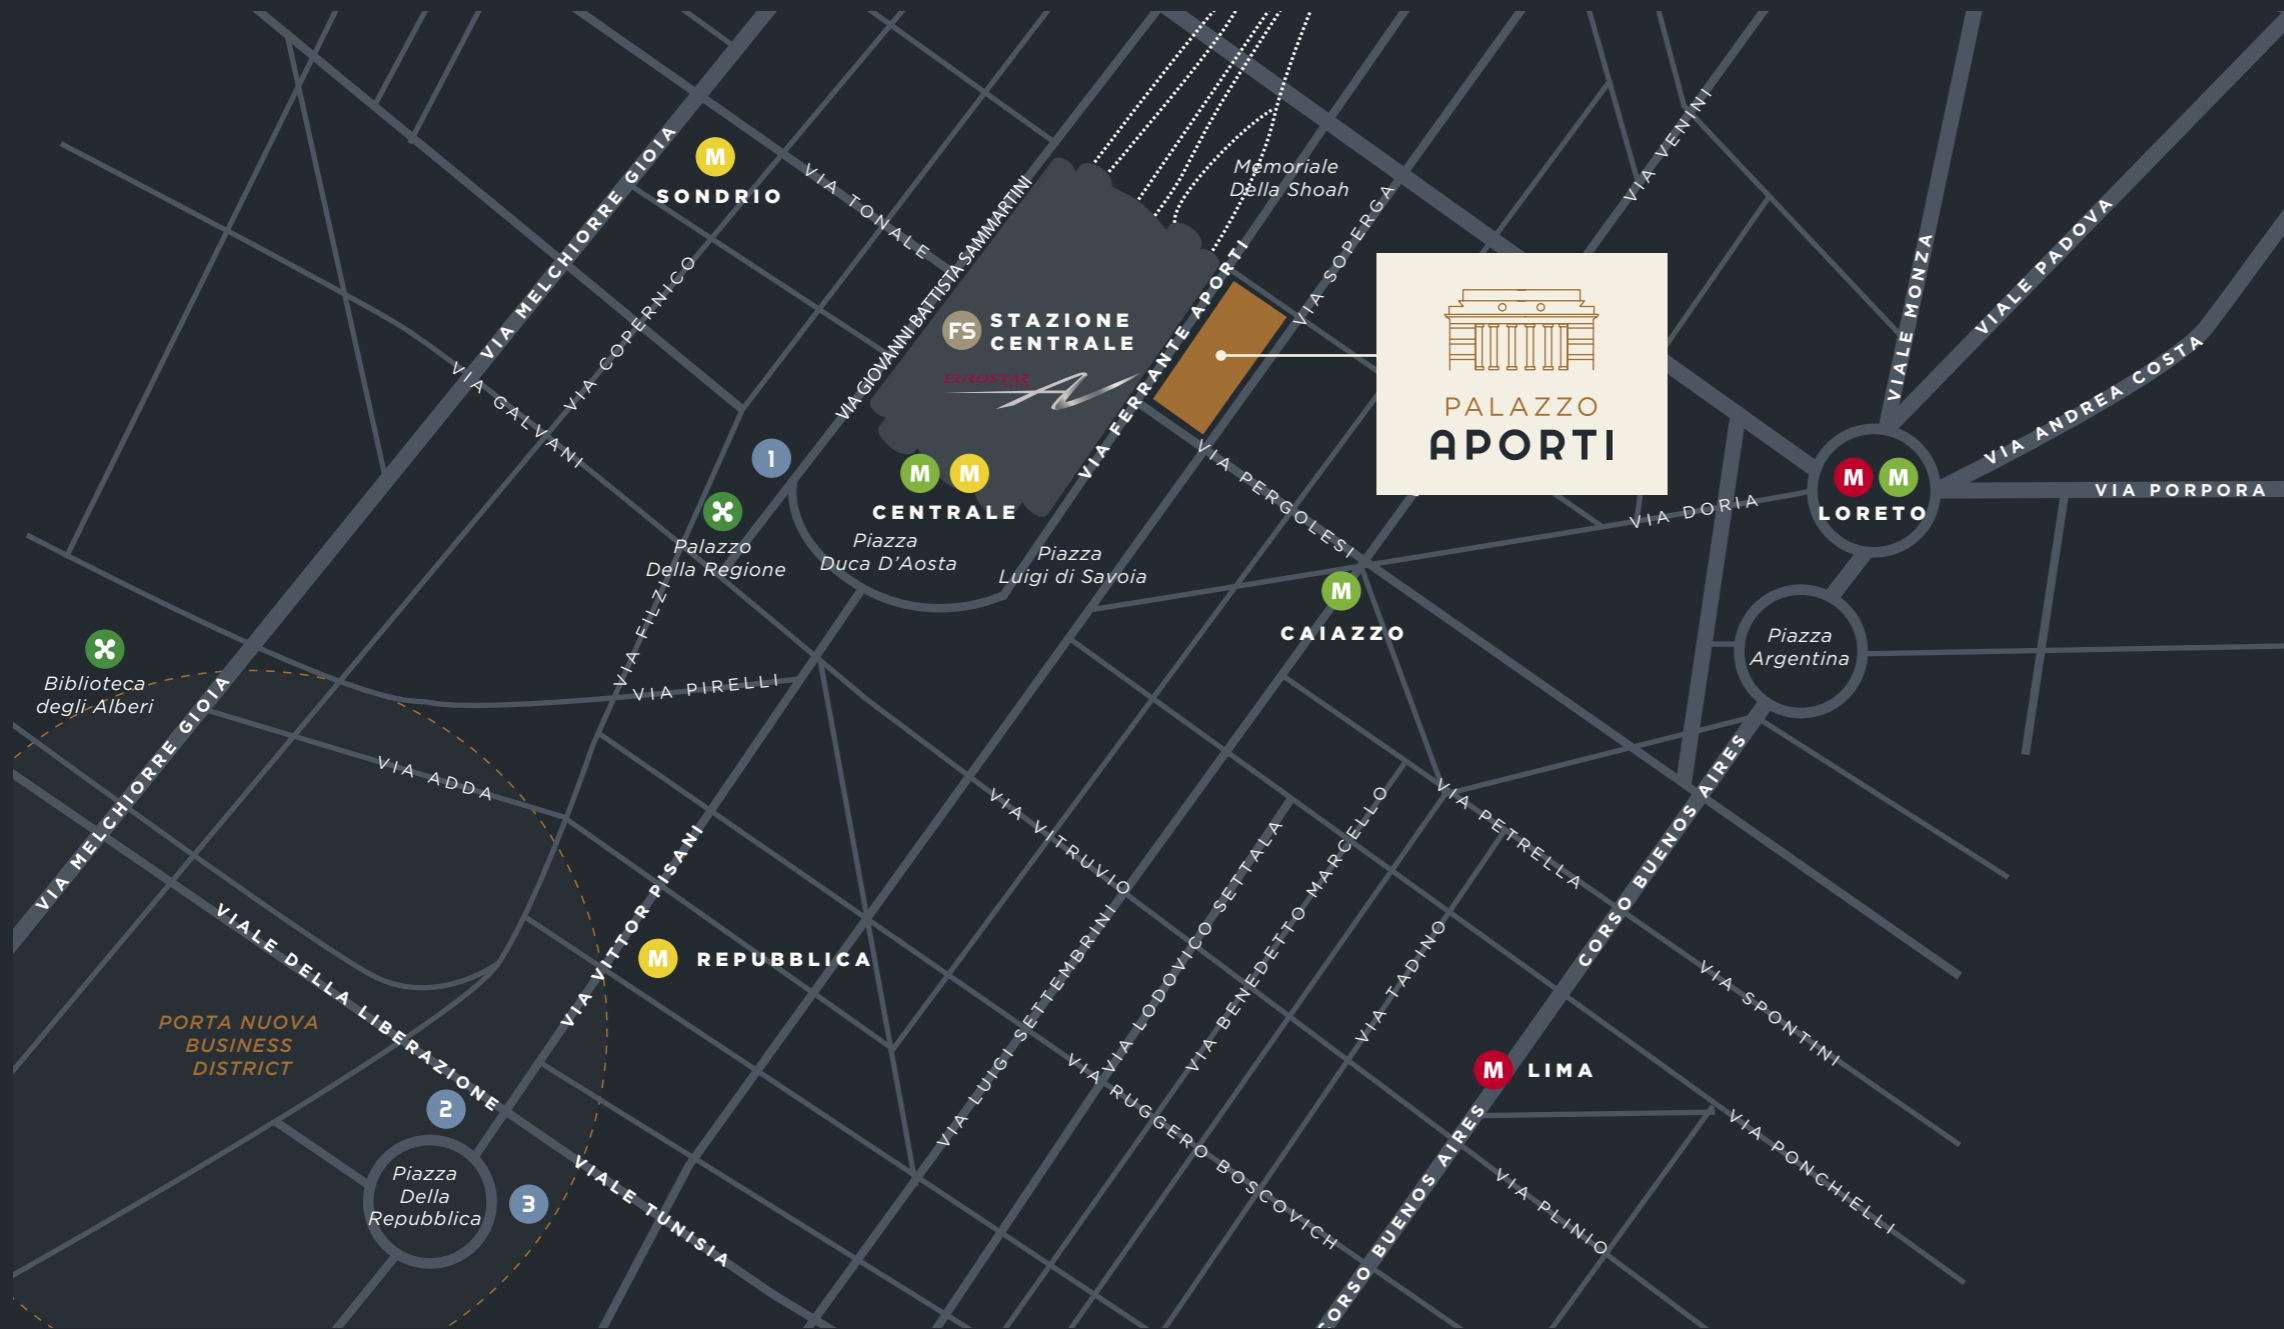 M
SONDRIO
VIA MELCHIORRE GIOIA
VIA TONALE
VIA COPERNICO
VIA GALVANI
VIA GIOVANNI BATTISTA SAMMARTINI
Memoriale
Della Shoah
VIA SOPERGA
VIA VENINI
VIALE MONZA
VIALE PADOVA
VIA ANDREA COSTA
VIA PORPORA
FS STAZIONE
CENTRALE
EUROSTAR
VIA FERRANTE APORTI
PALAZZO
APORTI
M M
CENTRALE
Piazza
Duca D'Aosta
Piazza
Luigi di Savoia
VIA PERGOLESI
VIA DORIA
M M
LORETO
1
Palazzo
Della Regione
VIA FILZI
VIA PIRELLI
M
CAIAZZO
Piazza
Argentina
Biblioteca
degli Alberi
VIA MELCHIORRE GIOIA
VIA ADDA
VIA VITTOR PISANI
VIA VITRUVIO
VIA LUIGI SETTEMBRINI
VIA LODOVICO SETTALA
VIA BENEDETTO MARCELLO
VIA TADINO
VIA PETRELLA
CORSO BUENOS AIRES
VIA SPONTINI
M REPUBBLICA
VIALE DELLA LIBERAZIONE
PORTA NUOVA
BUSINESS
DISTRICT
2
Piazza
Della
Repubblica
3
VIALE TUNISIA
VIA RUGGERO BOSCOVICH
M LIMA
CORSO BUENOS AIRES
VIA PLINIO
VIA PONCHIELLI